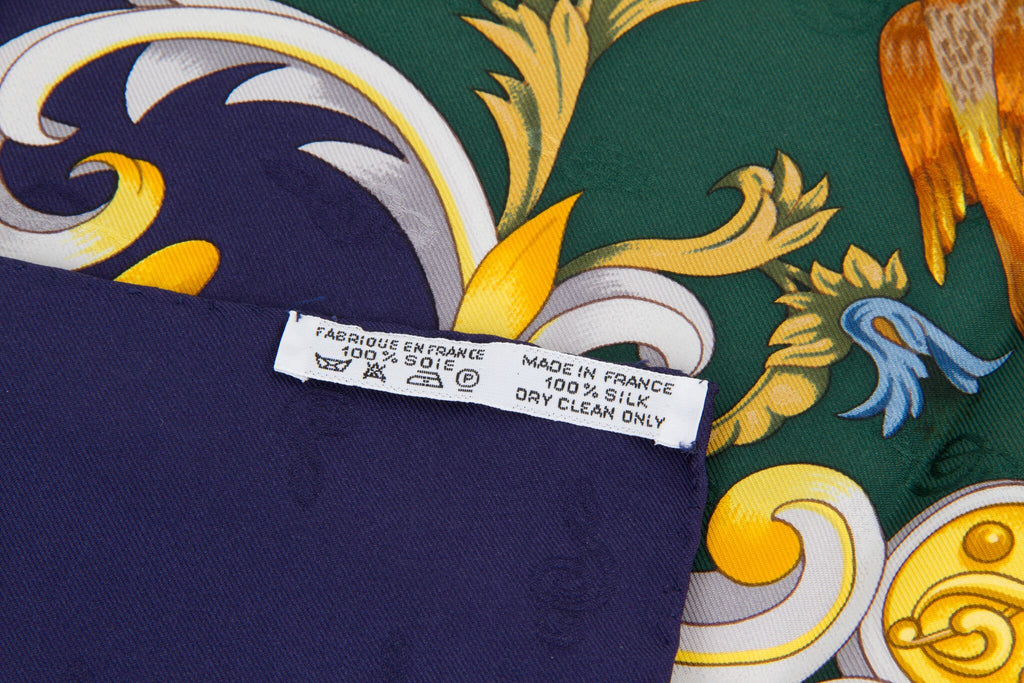 FABRIQUE EN FRANCE
100% SOIE
P
MADE IN FRANCE
100% SILK
DRY CLEAN ONLY